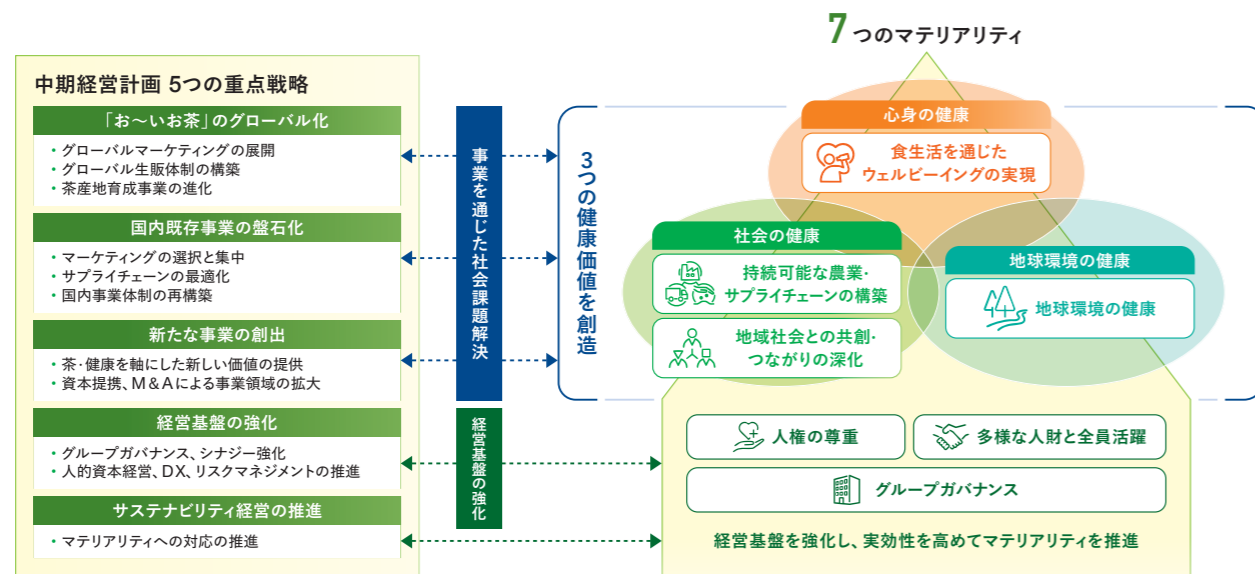 7つのマテリアリティ
中期経営計画 5つの重点戦略
「お〜いお茶」のグローバル化
・グローバルマーケティングの展開
・グローバル生販体制の構築
・茶産地育成事業の進化
国内既存事業の盤石化
・マーケティングの選択と集中
・サプライチェーンの最適化
・国内事業体制の再構築
新たな事業の創出
・茶・健康を軸にした新しい価値の提供
・資本提携、M&Aによる事業領域の拡大
経営基盤の強化
・グループガバナンス、シナジー強化
・人的資本経営、DX、リスクマネジメントの推進
サステナビリティ経営の推進
・マテリアリティへの対応の推進
事業を通じた社会課題解決
経営基盤の強化
3つの健康価値を創造
心身の健康
食生活を通じた
ウェルビーイングの実現
社会の健康
持続可能な農業・
サプライチェーンの構築
地域社会との共創・
つながりの深化
地球環境の健康
地球環境の健康
人権の尊重
多様な人財と全員活躍
グループガバナンス
経営基盤を強化し、実効性を高めてマテリアリティを推進